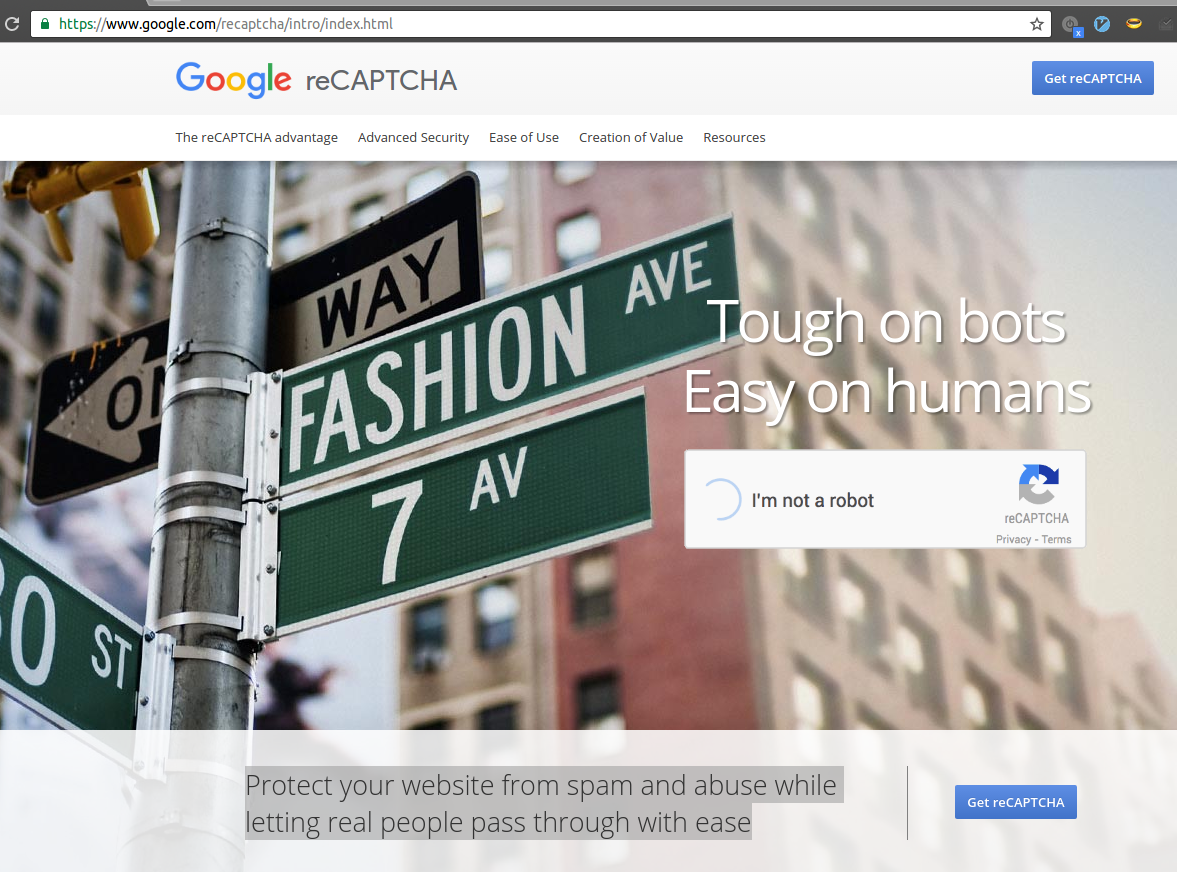 https://www.google.com/recaptcha/intro/index.html
x
Google reCAPTCHA
Get reCAPTCHA
The reCAPTCHA advantage Advanced Security Ease of Use Creation of Value Resources
WAY
FASHION AVE
7 AV
ST
Tough on bots
Easy on humans
I'm not a robot
reCAPTCHA
Privacy - Terms
Protect your website from spam and abuse while
letting real people pass through with ease
Get reCAPTCHA